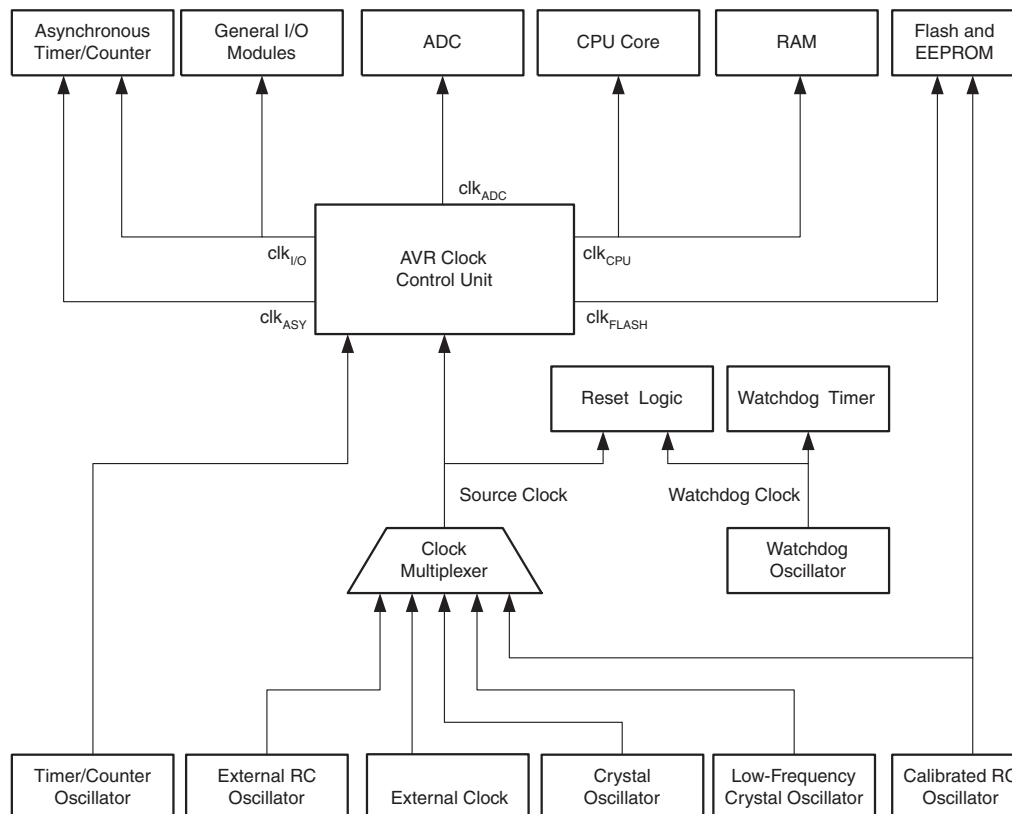 Asynchronous
Timer/Counter
General I/O
Modules
ADC
CPU Core
RAM
Flash and
EEPROM
clkADC
clkI/O
AVR Clock
Control Unit
clkCPU
clkASY
clkFLASH
Reset Logic
Watchdog Timer
Source Clock
Watchdog Clock
Clock
Multiplexer
Watchdog
Oscillator
Timer/Counter
Oscillator
External RC
Oscillator
External Clock
Crystal
Oscillator
Low-Frequency
Crystal Oscillator
Calibrated RC
Oscillator